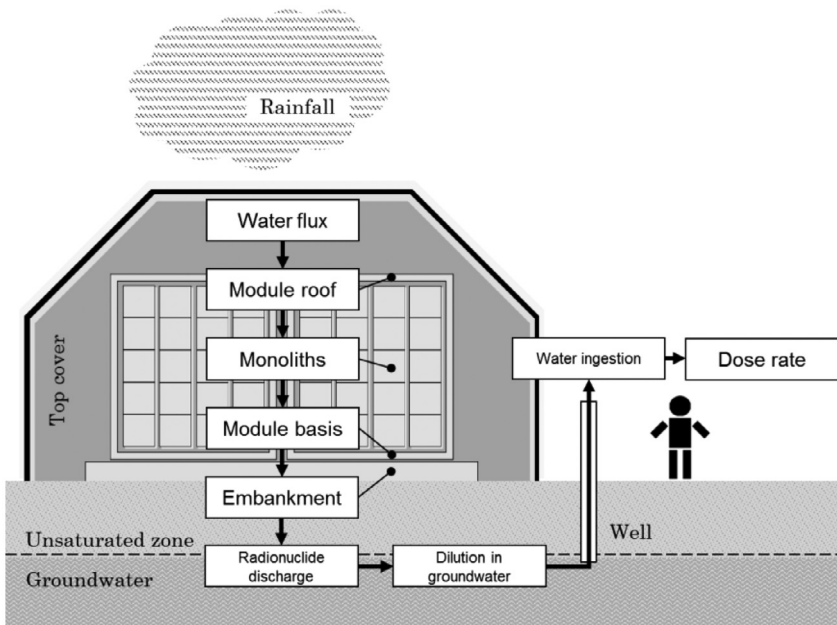 Rainfall
Water flux
Module roof
Monoliths
Top cover
Water ingestion
Dose rate
Module basis
Embankment
Unsaturated zone
Well
Radionuclide
discharge
Dilution in
groundwater
Groundwater